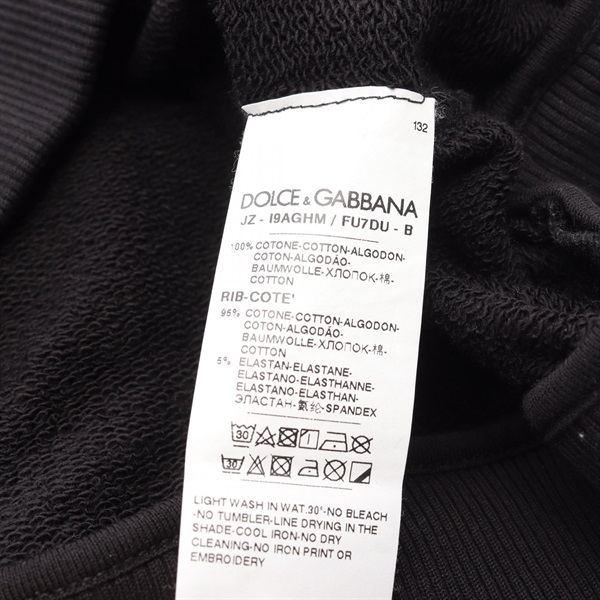 132
DOLCE & GABBANA
JZ - I9AGHM / FU7DU - B
100% COTONE-COTTON-ALGODON-
COTON-ALGODÃO-
BAUMWOLLE-ХЛОПОК-棉-
COTTON
RIB-COTE'
95% COTONE-COTTON-ALGODON-
COTON-ALGODÃO-
BAUMWOLLE-ХЛОПОК-棉-
COTTON
5% ELASTAN-ELASTANE-
ELASTANO-ELASTHANNE-
ELASTANO-ELASTHAN-
ЭЛАСТАН-氨纶-SPANDEX
30
30
LIGHT WASH IN WAT.30°-NO BLEACH
-NO TUMBLER-LINE DRYING IN THE
SHADE-COOL IRON-NO DRY
CLEANING-NO IRON PRINT OR
EMBROIDERY